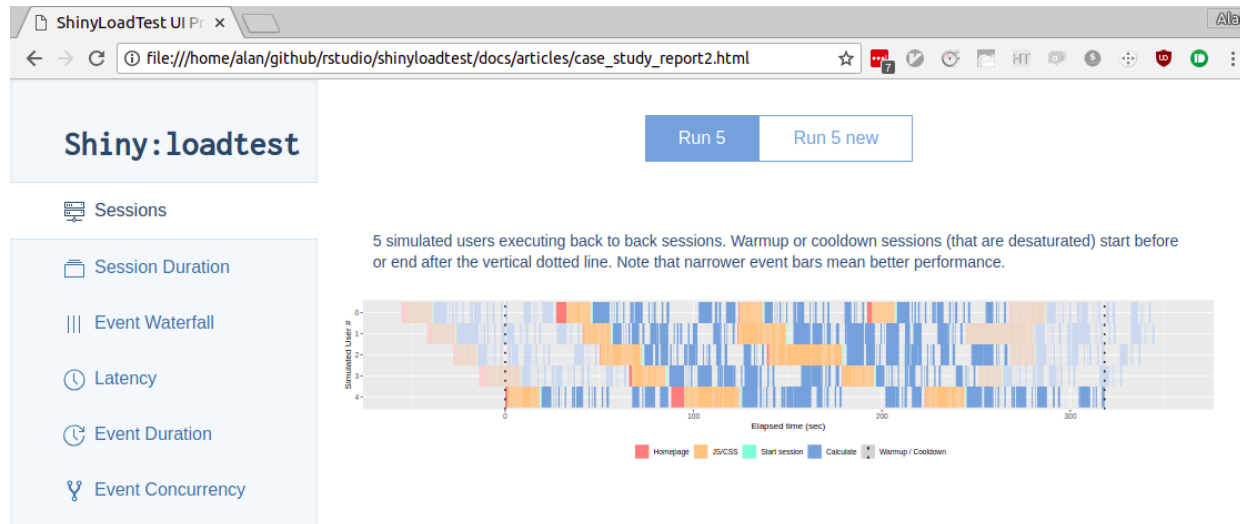 ShinyLoadTest UI Pr
Ala
file:///home/alan/github/rstudio/shinyloadtest/docs/articles/case_study_report2.html
7
HT
S
Shiny:loadtest
Run 5
Run 5 new
Sessions
Session Duration
Event Waterfall
Latency
Event Duration
Event Concurrency
5 simulated users executing back to back sessions. Warmup or cooldown sessions (that are desaturated) start before
or end after the vertical dotted line. Note that narrower event bars mean better performance.
Simulated User #
0
1
2
3
4
0
100
200
300
Elapsed time (sec)
Homepage
JS/CSS
Start session
Calculate
Warmup / Cooldown